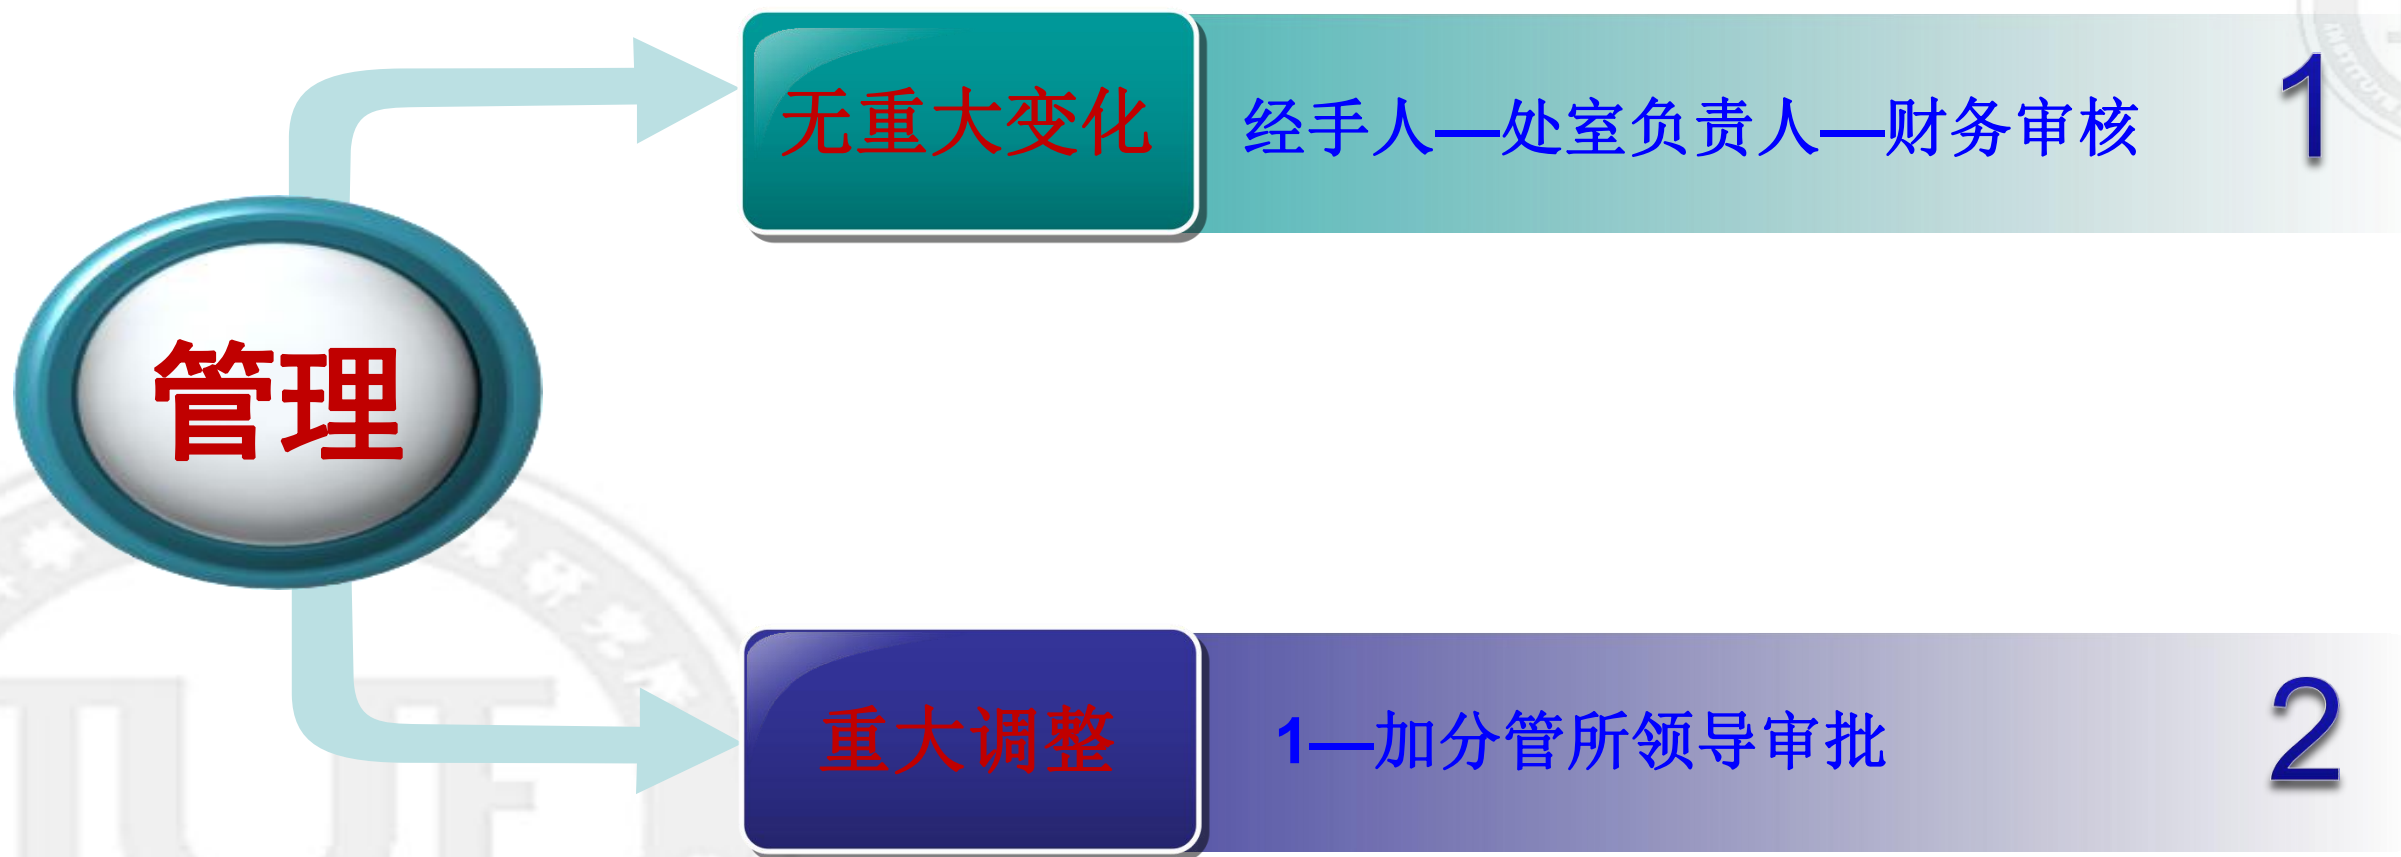 无重大变化
经手人—处室负责人—财务审核
1
管理
重大调整
1—加分管所领导审批
2